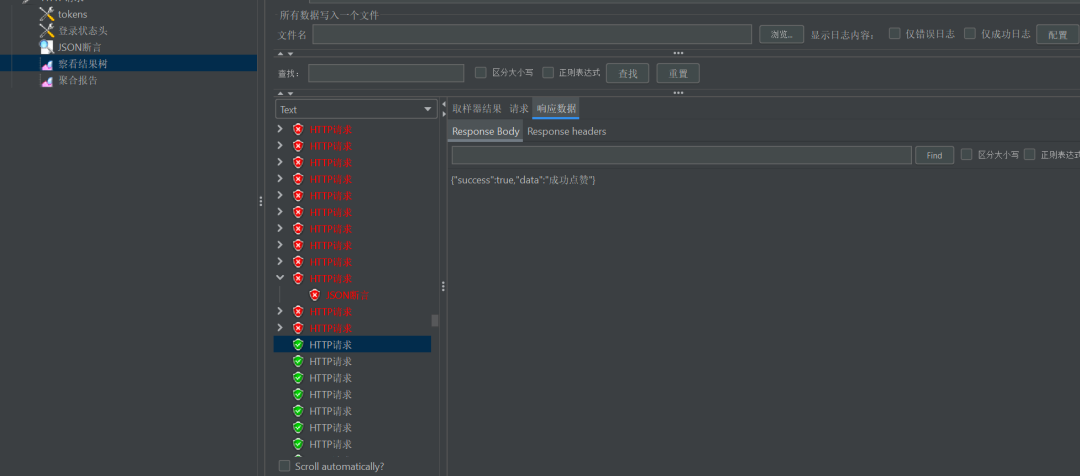 tokens
登录状态头
JSON断言
察看结果树
聚合报告
所有数据写入一个文件
文件名 浏览... 显示日志内容: 仅错误日志 仅成功日志 配置
查找: 区分大小写 正则表达式 查找 重置
Text
取样器结果 请求 响应数据
Response Body Response headers
Find 区分大小写 正则表达式
{"success":true,"data":"成功点赞"}
HTTP请求
HTTP请求
HTTP请求
HTTP请求
HTTP请求
HTTP请求
HTTP请求
HTTP请求
HTTP请求
HTTP请求
JSON断言
HTTP请求
HTTP请求
HTTP请求
HTTP请求
HTTP请求
HTTP请求
HTTP请求
HTTP请求
HTTP请求
Scroll automatically?